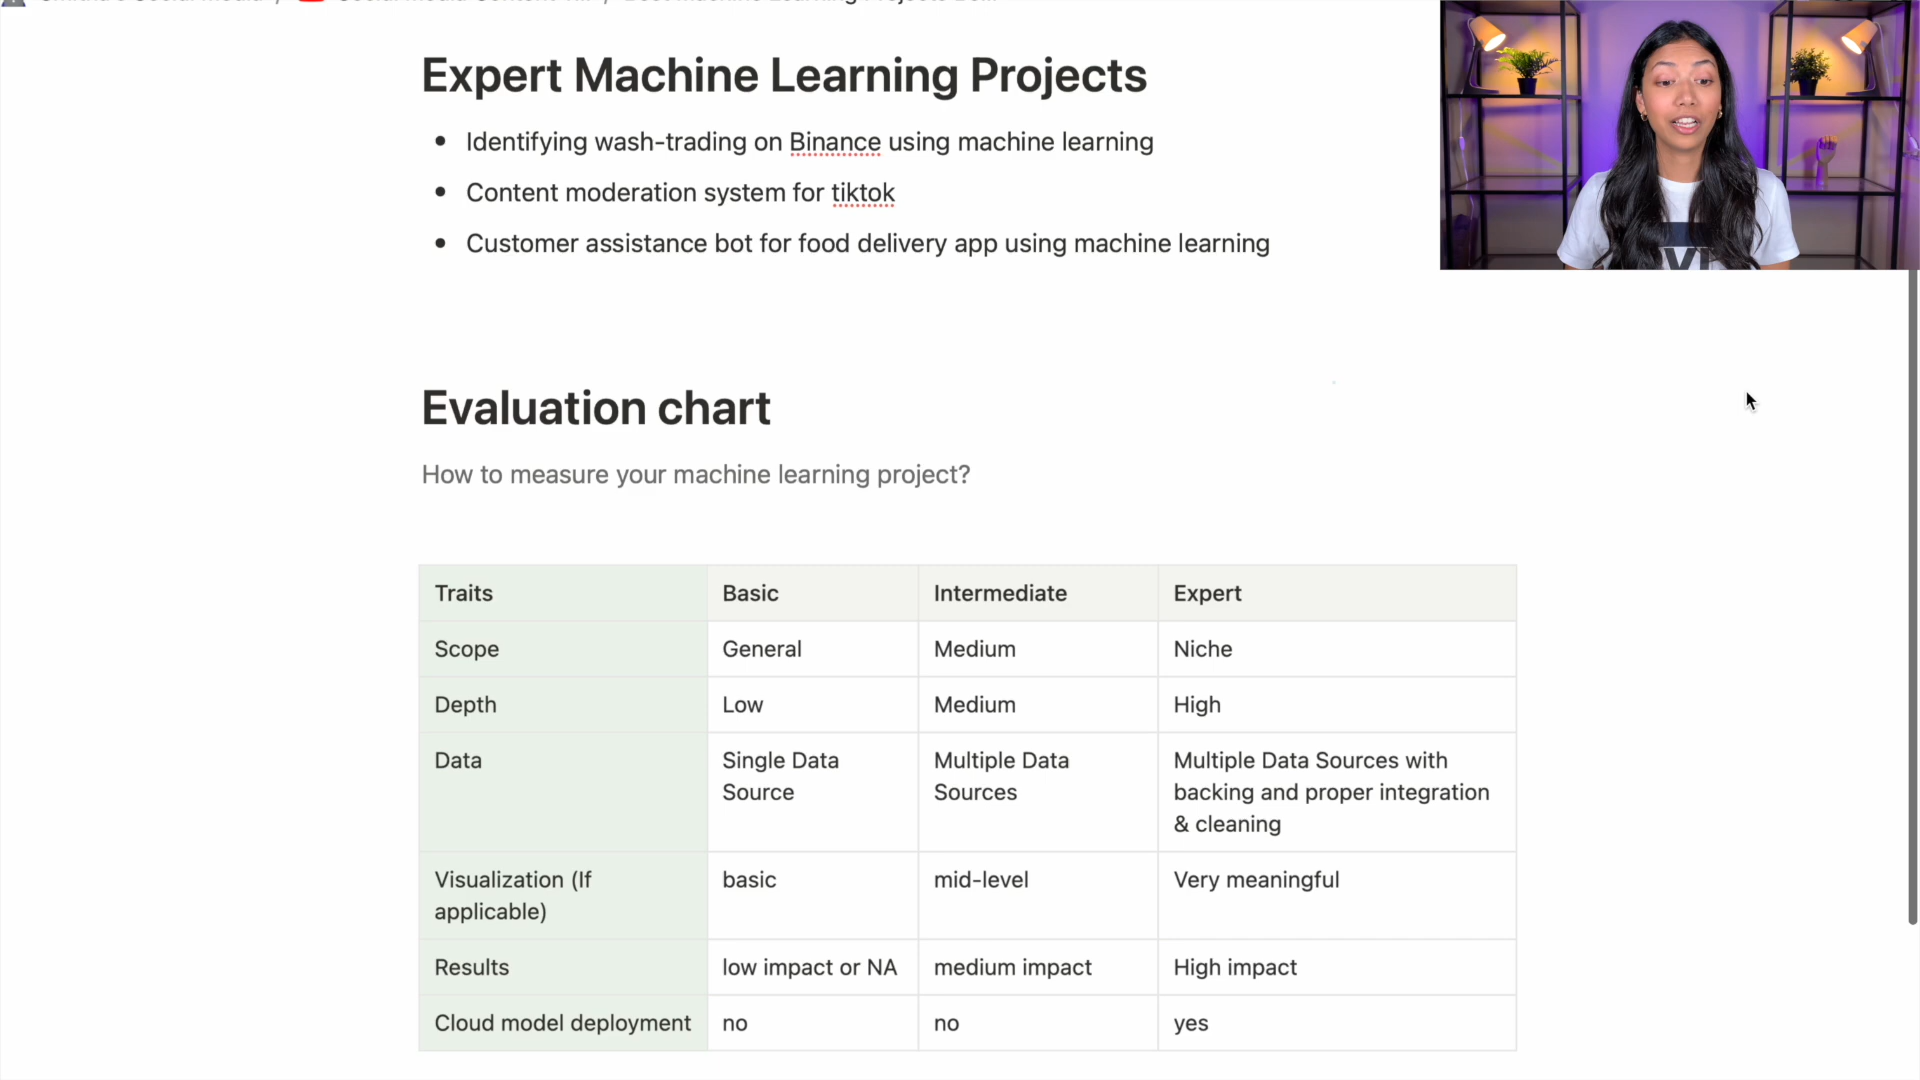 Expert Machine Learning Projects
Identifying wash-trading on Binance using machine learning
Content moderation system for tiktok
Customer assistance bot for food delivery app using machine learning
Evaluation chart
How to measure your machine learning project?
Traits Basic Intermediate Expert
Scope General Medium Niche
Depth Low Medium High
Data Single Data Multiple Data Multiple Data Sources with
Source Sources backing and proper integration
& cleaning
Visualization (If basic mid-level Very meaningful
applicable)
Results low impact or NA medium impact High impact
Cloud model deployment no no yes